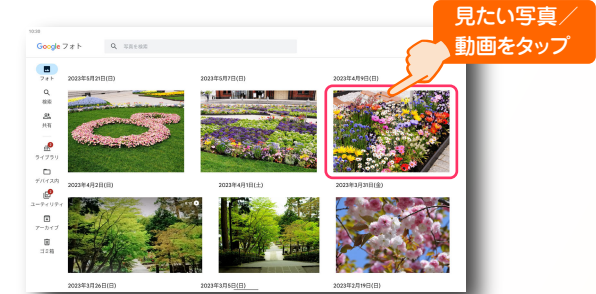 見たい写真／
動画をタップ
10:20
Google フォト
写真を検索
フォト
2023年5月21日(日)
2023年5月7日(日)
2023年4月9日(日)
検索
共有
ライブラリ
デバイス内
2023年4月2日(日)
2023年4月1日(土)
2023年3月31日(金)
ユーティリティ
アーカイブ
ゴミ箱
2023年3月26日(日)
2023年3月5日(日)
2023年2月19日(日)